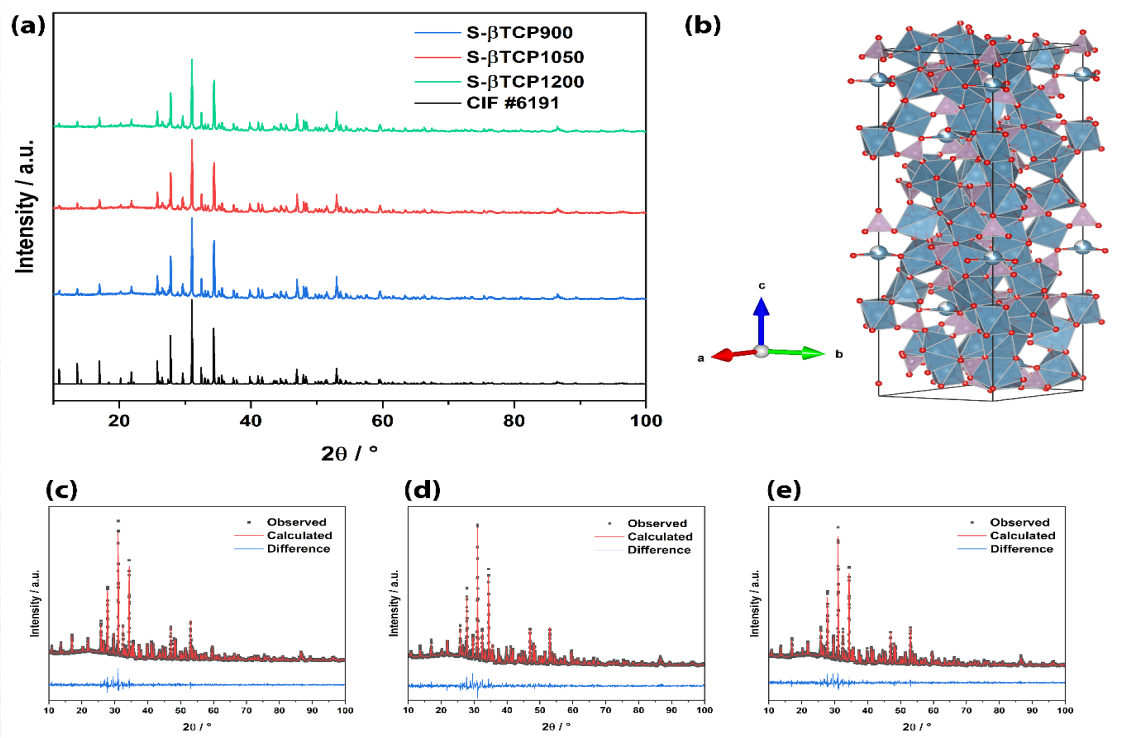 (a)
S-βTCP900
S-βTCP1050
S-βTCP1200
CIF #6191
Intensity / a.u.
20 40 60 80 100
2θ / °
(b)
c
a
b
(c)
Observed
Calculated
Difference
Intensity / a.u.
10 20 30 40 50 60 70 80 90 100
2θ / °
(d)
Observed
Calculated
Difference
Intensity / a.u.
10 20 30 40 50 60 70 80 90 100
2θ / °
(e)
Observed
Calculated
Difference
Intensity / a.u.
10 20 30 40 50 60 70 80 90 100
2θ / °